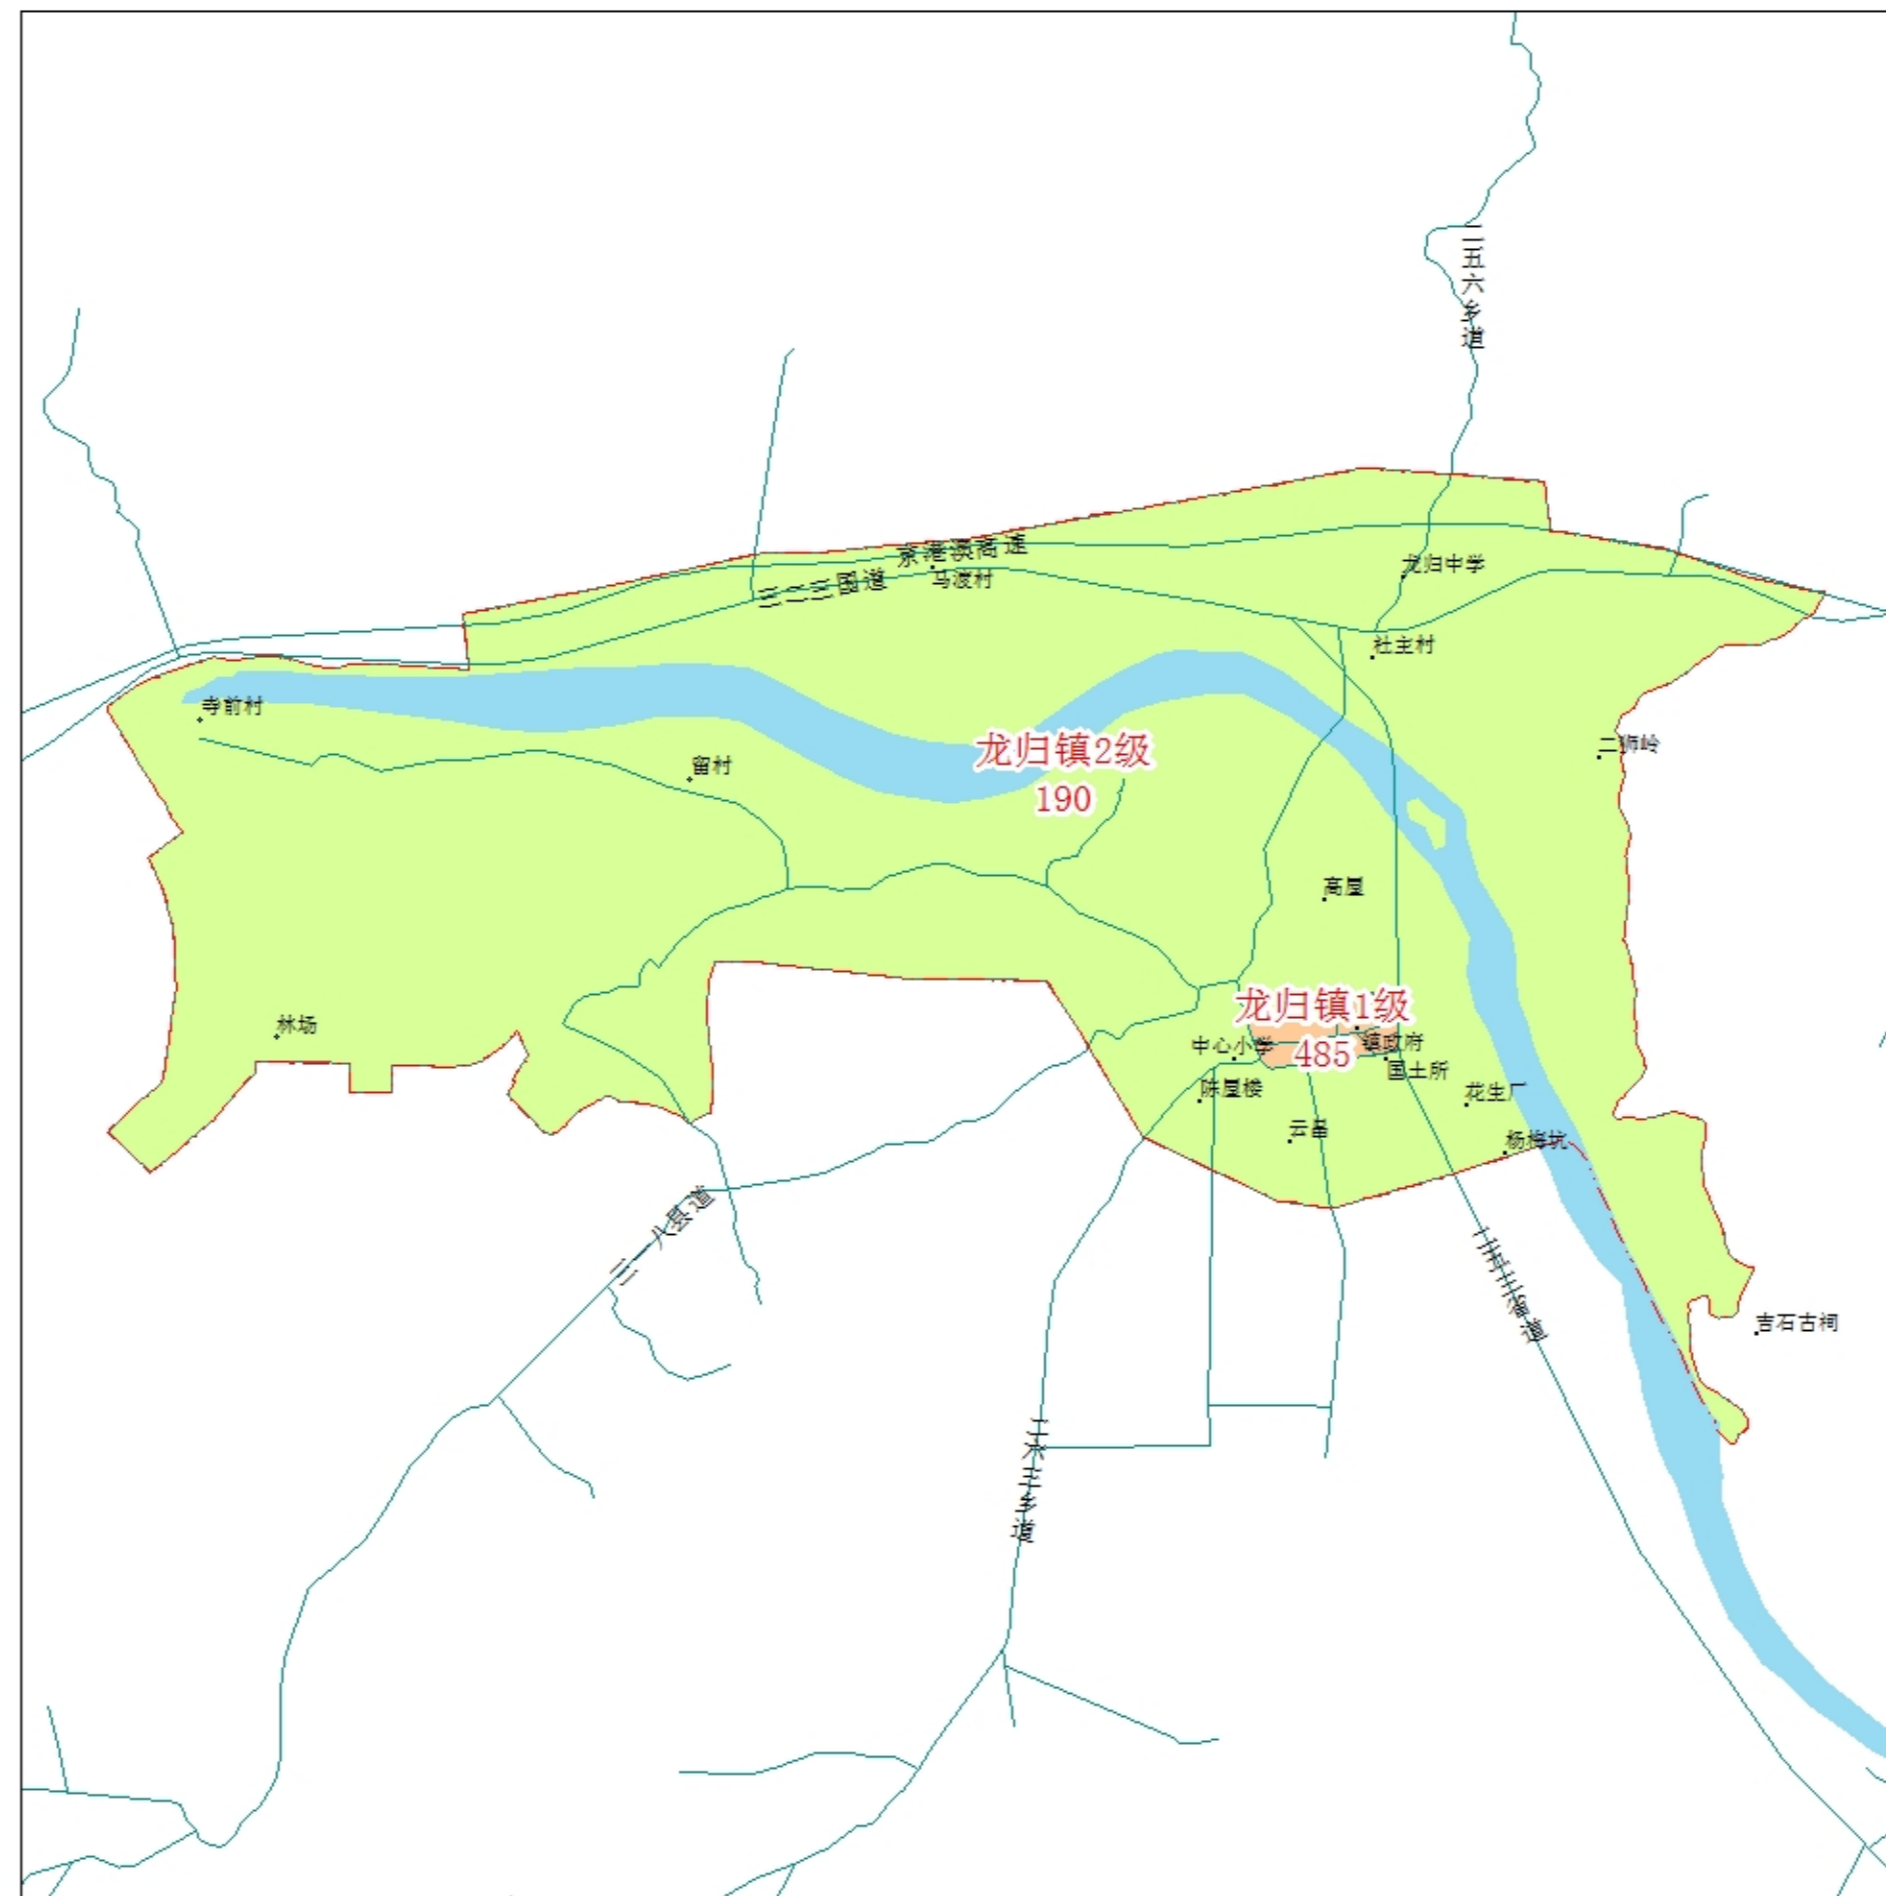 二五六乡道
京港澳高速
三二三国道
马渡村
龙归中学
社主村
寺前村
二狮岭
龙归镇2级
190
留村
高屋
龙归镇1级
485
林场
中心小学
镇政府
国土所
陈屋楼
花生厂
云昌
杨梅坑
三一八县道
吉石古祠
二六三乡道